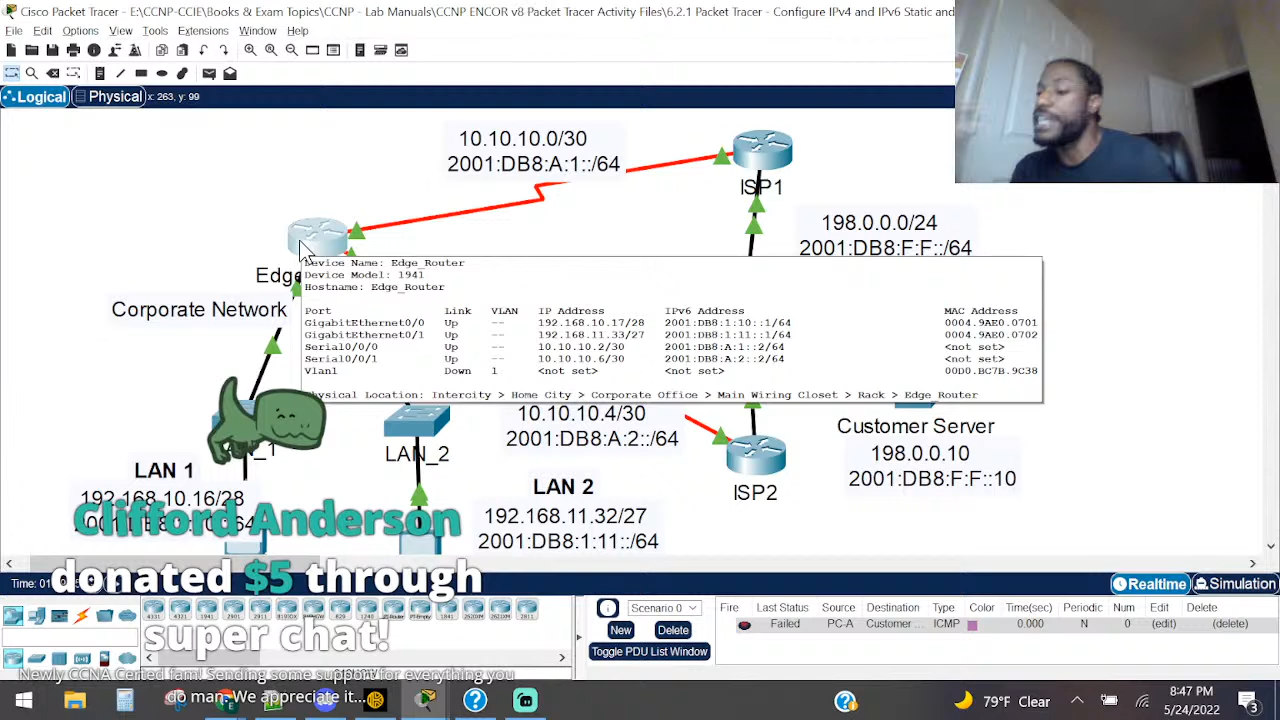 Cisco Packet Tracer - E:\CCNP-CCIE\Books & Exam Topics\CCNP - Lab Manuals\CCNP ENCOR v8 Packet Tracer Activity Files\6.2.1 Packet Tracer - Configure IPv4 and IPv6 Static and
File Edit Options View Tools Extensions Window Help
Logical Physical x: 263, y: 99
10.10.10.0/30
2001:DB8:A:1::/64
ISP1
198.0.0.0/24
2001:DB8:F:F::/64
Edge
Corporate Network
Device Name: Edge_Router
Device Model: 1941
Hostname: Edge_Router
Port Link VLAN IP Address IPv6 Address MAC Address
GigabitEthernet0/0 Up -- 192.168.10.17/28 2001:DB8:1:10::1/64 0004.9AE0.0701
GigabitEthernet0/1 Up -- 192.168.11.33/27 2001:DB8:1:11::1/64 0004.9AE0.0702
Serial0/0/0 Up -- 10.10.10.2/30 2001:DB8:A:1::2/64 <not set>
Serial0/0/1 Up -- 10.10.10.6/30 2001:DB8:A:2::2/64 <not set>
Vlan1 Down 1 <not set> <not set> 00D0.BC7B.9C38
Physical Location: Intercity > Home City > Corporate Office > Main Wiring Closet > Rack > Edge Router
10.10.10.4/30
2001:DB8:A:2::/64
Customer Server
198.0.0.10
2001:DB8:F:F::10
LAN_2
ISP2
LAN 1
192.168.10.16/28
LAN 2
192.168.11.32/27
2001:DB8:1:11::/64
Clifford Anderson
donated $5 through
super chat!
Newly CCNA Certed fam! Sending some support for everything you
do man. We appreciate it...
Realtime Simulation
Scenario 0
New Delete
Toggle PDU List Window
Fire Last Status Source Destination Type Color Time(sec) Periodic Num Edit Delete
Failed PC-A Customer ... ICMP 0.000 N 0 (edit) (delete)
79°F Clear
8:47 PM
5/24/2022
3